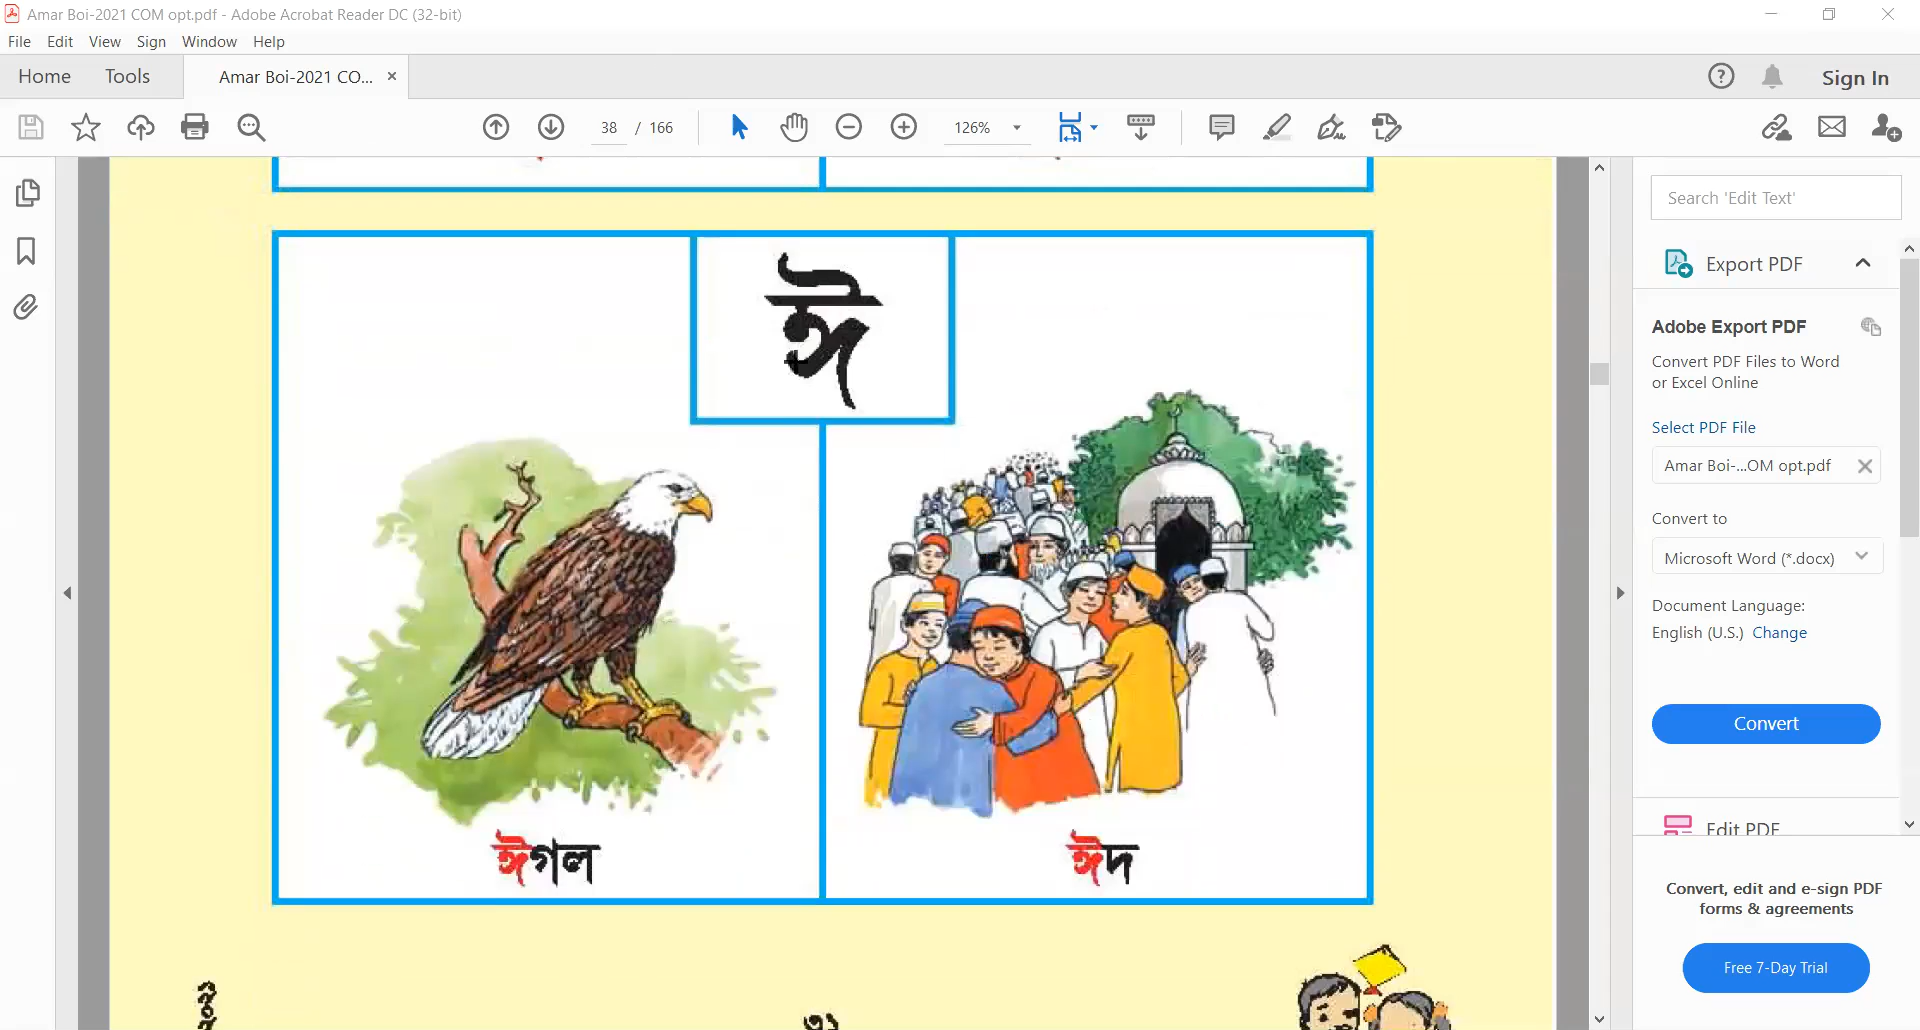 Amar Boi-2021 COM opt.pdf - Adobe Acrobat Reader DC (32-bit)
File Edit View Sign Window Help
Home Tools Amar Boi-2021 CO... × Sign In
38 / 166 126%
Search 'Edit Text'
ঈ
Export PDF
Adobe Export PDF
Convert PDF Files to Word
or Excel Online
Select PDF File
Amar Boi-...OM opt.pdf
Convert to
Microsoft Word (*.docx)
Document Language:
English (U.S.) Change
Convert
Edit PDF
ঈগল ঈদ
Convert, edit and e-sign PDF
forms & agreements
Free 7-Day Trial